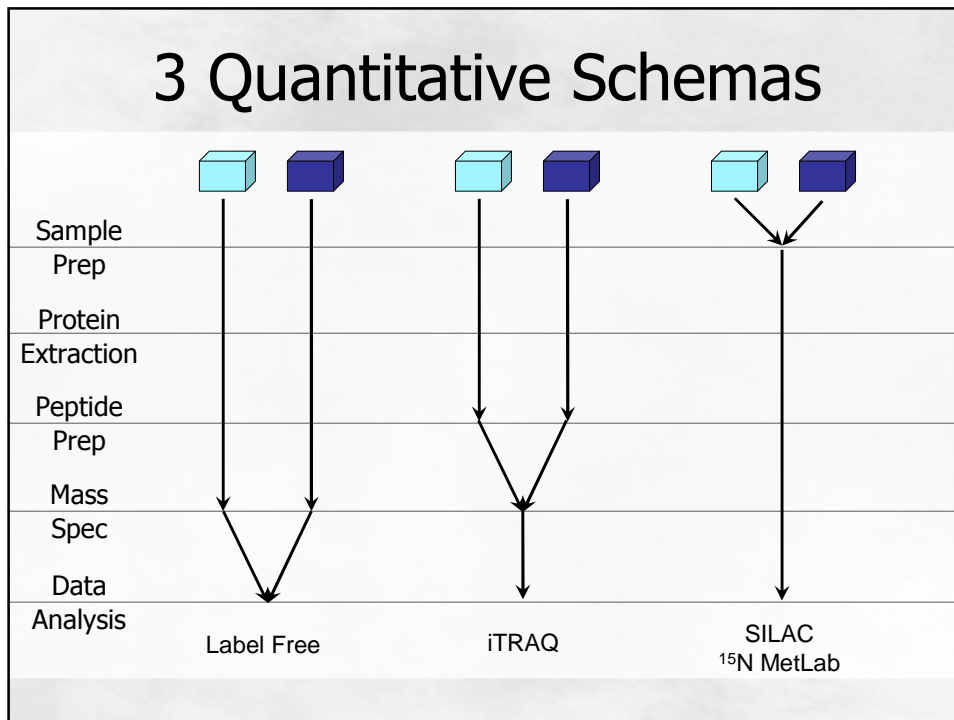 3 Quantitative Schemas
Sample
Prep
Protein
Extraction
Peptide
Prep
Mass
Spec
Data
Analysis
Label Free
iTRAQ
SILAC
¹⁵N MetLab